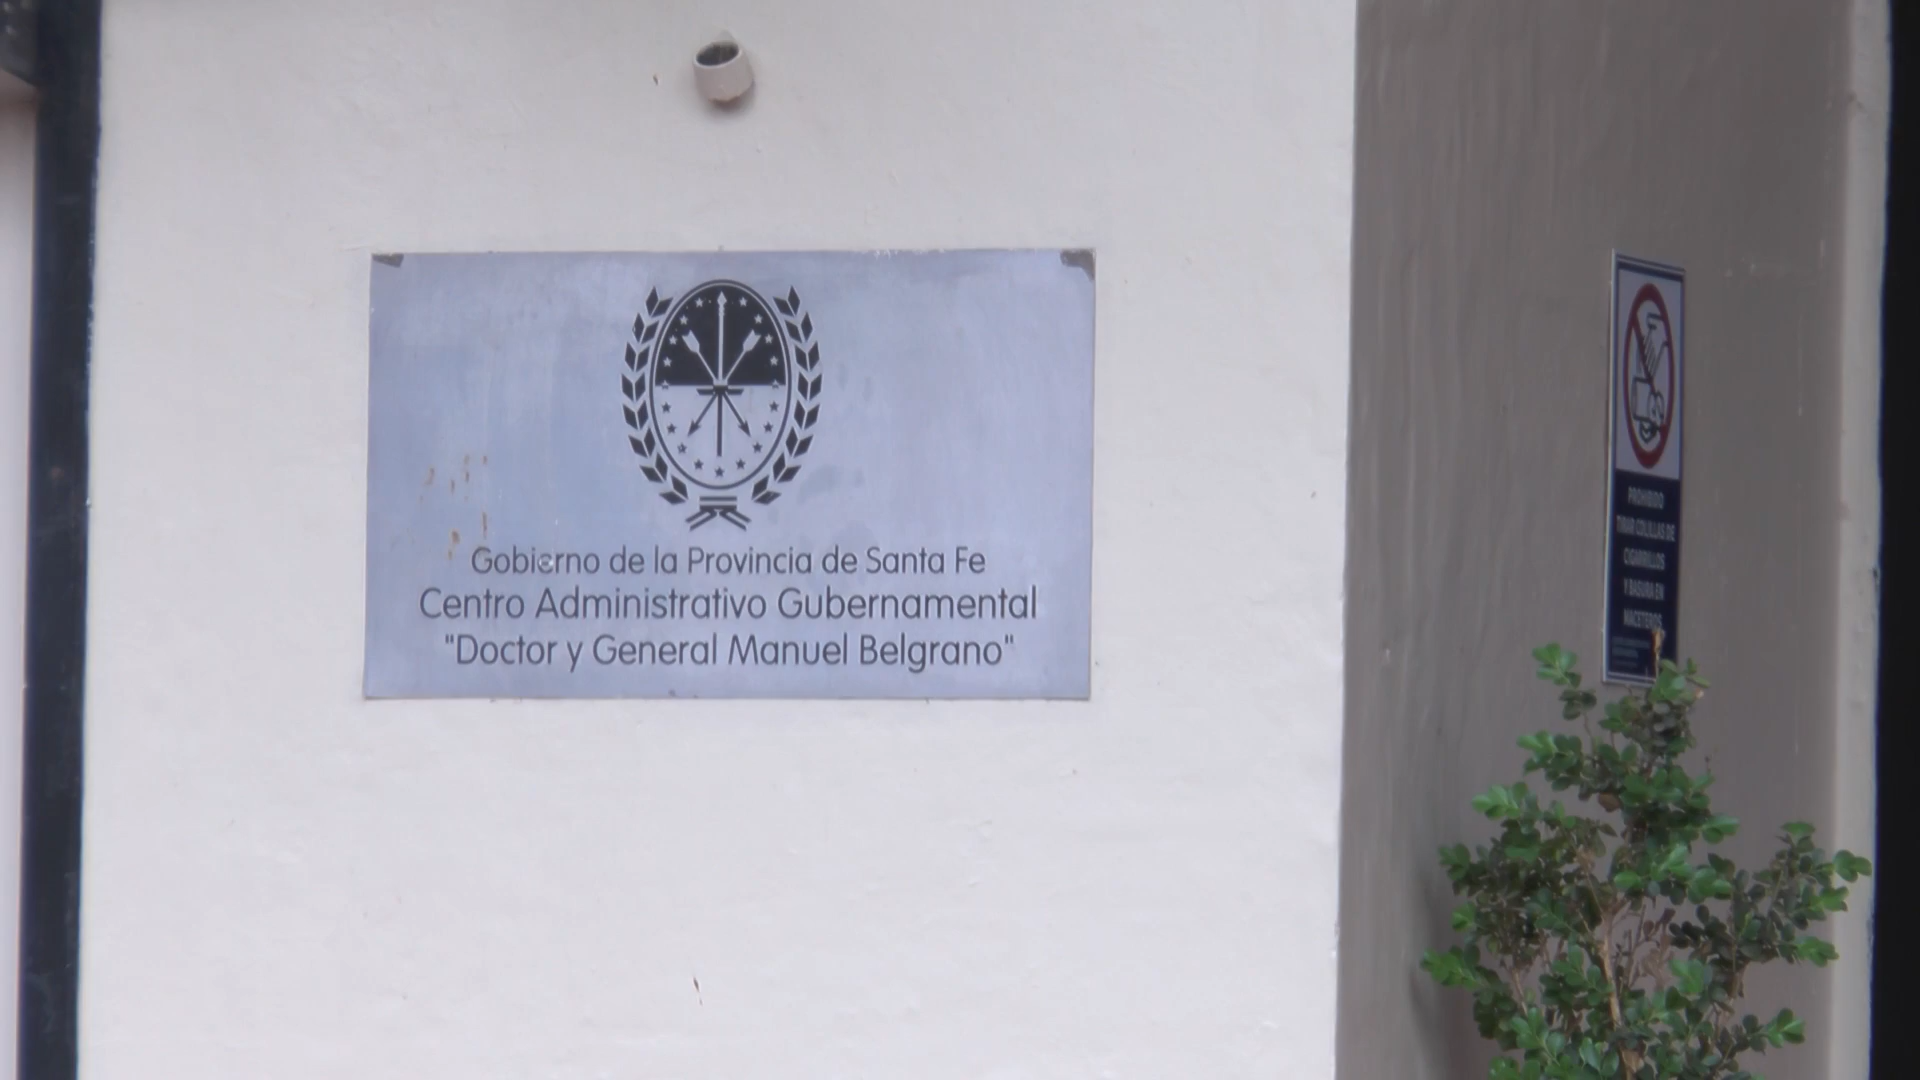 Gobierno de la Provincia de Santa Fe
Centro Administrativo Gubernamental
"Doctor y General Manuel Belgrano"
PROHIBIDO
TIRAR COLILLAS DE
CIGARRILLOS
Y BASURA EN
MACETEROS